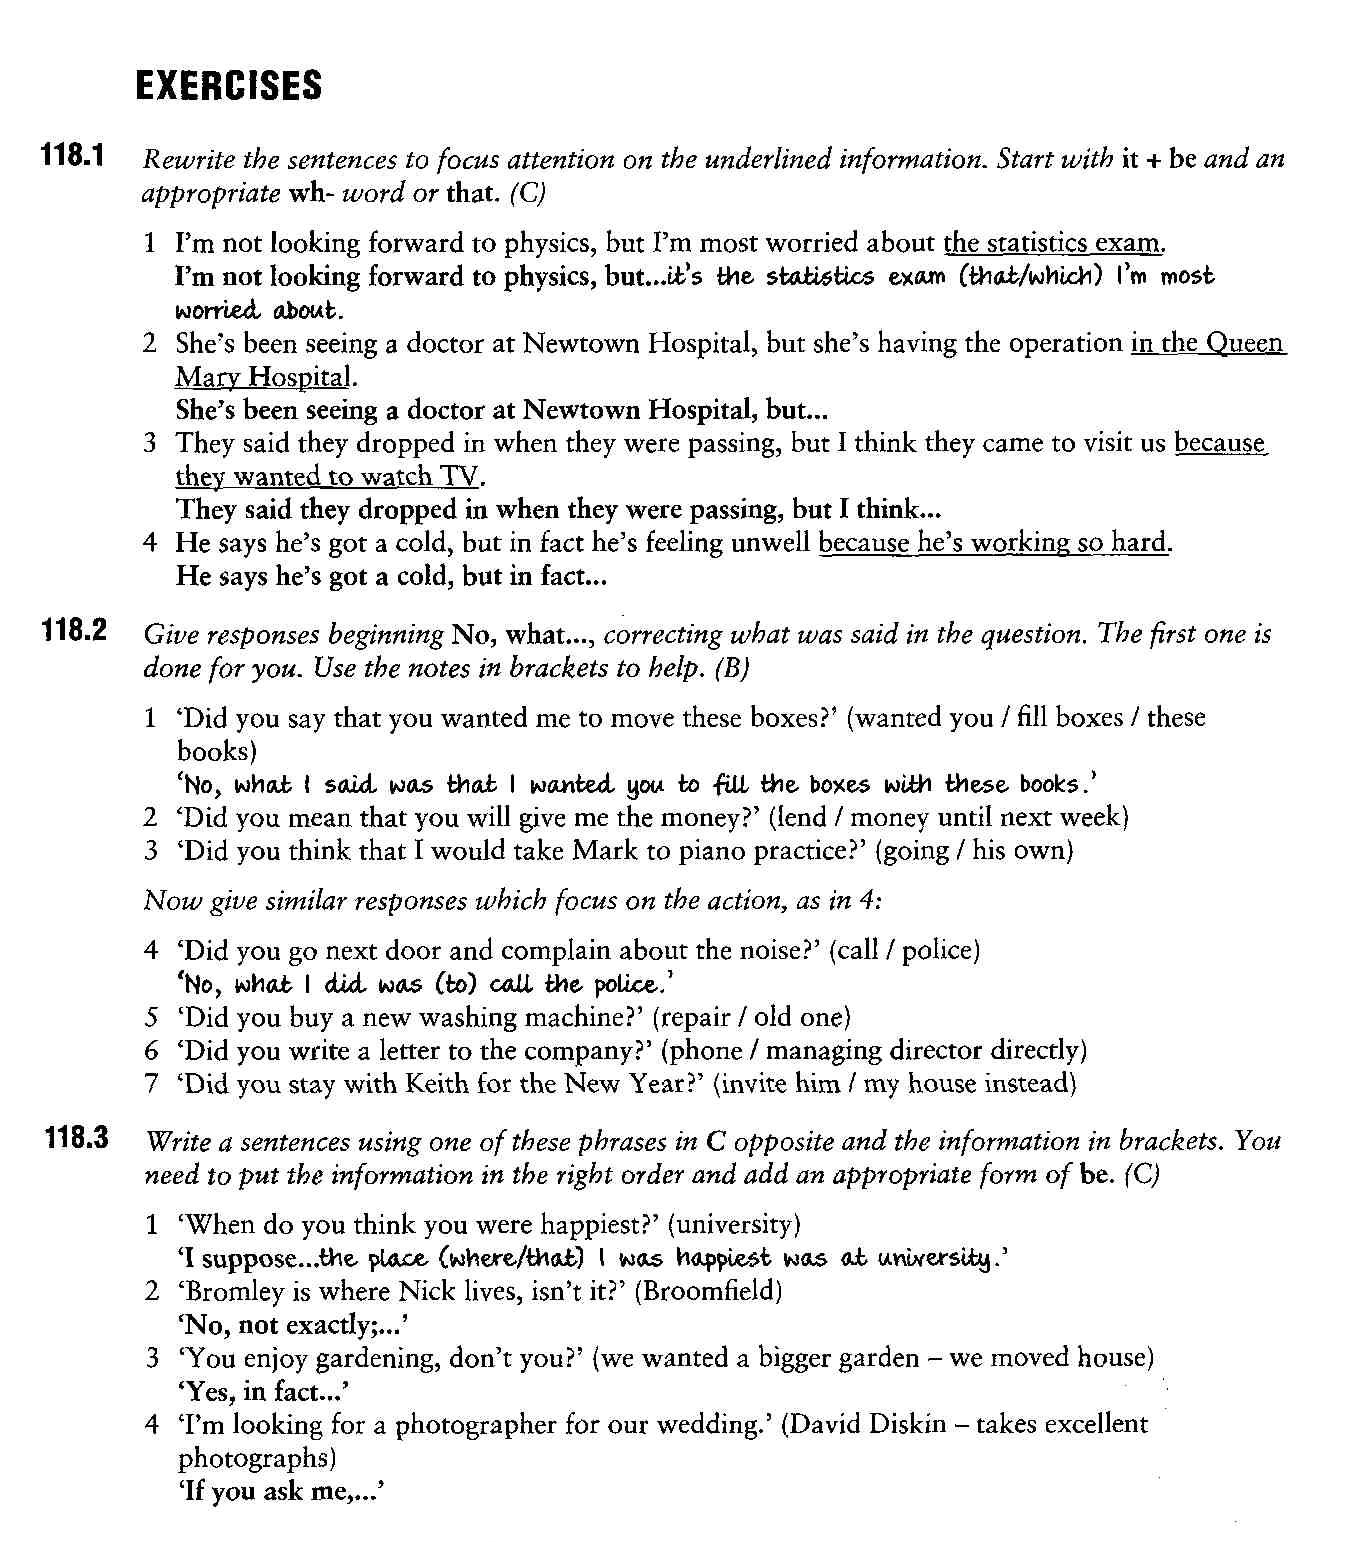 EXERCISES
118.1 Rewrite the sentences to focus attention on the underlined information. Start with it + be and an
appropriate wh- word or that. (C)
1 I'm not looking forward to physics, but I'm most worried about the statistics exam.
I'm not looking forward to physics, but...it's the statistics exam (that/which) I'm most
worried about.
2 She's been seeing a doctor at Newtown Hospital, but she's having the operation in the Queen
Mary Hospital.
She's been seeing a doctor at Newtown Hospital, but...
3 They said they dropped in when they were passing, but I think they came to visit us because
they wanted to watch TV.
They said they dropped in when they were passing, but I think...
4 He says he's got a cold, but in fact he's feeling unwell because he's working so hard.
He says he's got a cold, but in fact...
118.2 Give responses beginning No, what..., correcting what was said in the question. The first one is
done for you. Use the notes in brackets to help. (B)
1 'Did you say that you wanted me to move these boxes?' (wanted you / fill boxes / these
books)
'No, what I said was that I wanted you to fill the boxes with these books.'
2 'Did you mean that you will give me the money?' (lend / money until next week)
3 'Did you think that I would take Mark to piano practice?' (going / his own)
Now give similar responses which focus on the action, as in 4:
4 'Did you go next door and complain about the noise?' (call / police)
'No, what I did was (to) call the police.'
5 'Did you buy a new washing machine?' (repair / old one)
6 'Did you write a letter to the company?' (phone / managing director directly)
7 'Did you stay with Keith for the New Year?' (invite him / my house instead)
118.3 Write a sentences using one of these phrases in C opposite and the information in brackets. You
need to put the information in the right order and add an appropriate form of be. (C)
1 'When do you think you were happiest?' (university)
'I suppose...the place (where/that) I was happiest was at university.'
2 'Bromley is where Nick lives, isn't it?' (Broomfield)
'No, not exactly;...'
3 'You enjoy gardening, don't you?' (we wanted a bigger garden – we moved house)
'Yes, in fact...'
4 'I'm looking for a photographer for our wedding.' (David Diskin – takes excellent
photographs)
'If you ask me,...'